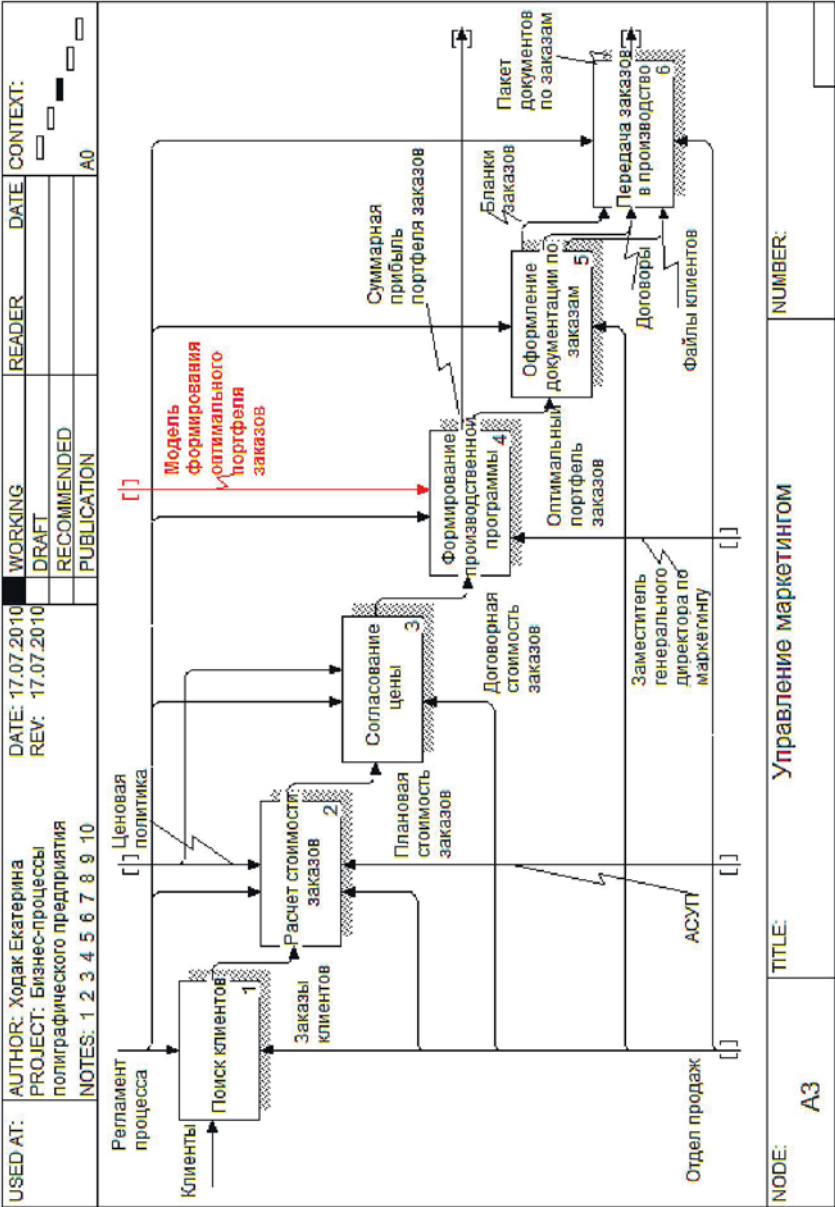 USED AT:
AUTHOR: Ходак Екатерина
PROJECT: Бизнес-процессы
полиграфического предприятия
NOTES: 1 2 3 4 5 6 7 8 9 10
DATE: 17.07.2010
REV: 17.07.2010
WORKING
DRAFT
RECOMMENDED
PUBLICATION
READER
DATE
CONTEXT:
A0
Регламент
процесса
Клиенты
Поиск клиентов
1
Заказы
клиентов
[ ]
Ценовая
политика
Расчет стоимости
заказов
2
Плановая
стоимость
заказов
Согласование
цены
3
Договорная
стоимость
заказов
[ ]
Модель
формирования
оптимального
портфеля
заказов
Формирование
производственной
программы
4
Суммарная
прибыль
портфеля заказов
[ ]
Оптимальный
портфель
заказов
Оформление
документации по
заказам
5
Бланки
заказов
Договоры
Файлы клиентов
Пакет
документов
по заказам
Передача заказов
в производство
6
[ ]
Отдел продаж
[ ]
АСУП
[ ]
Заместитель
генерального
директора по
маркетингу
[ ]
NODE:
A3
TITLE:
Управление маркетингом
NUMBER: